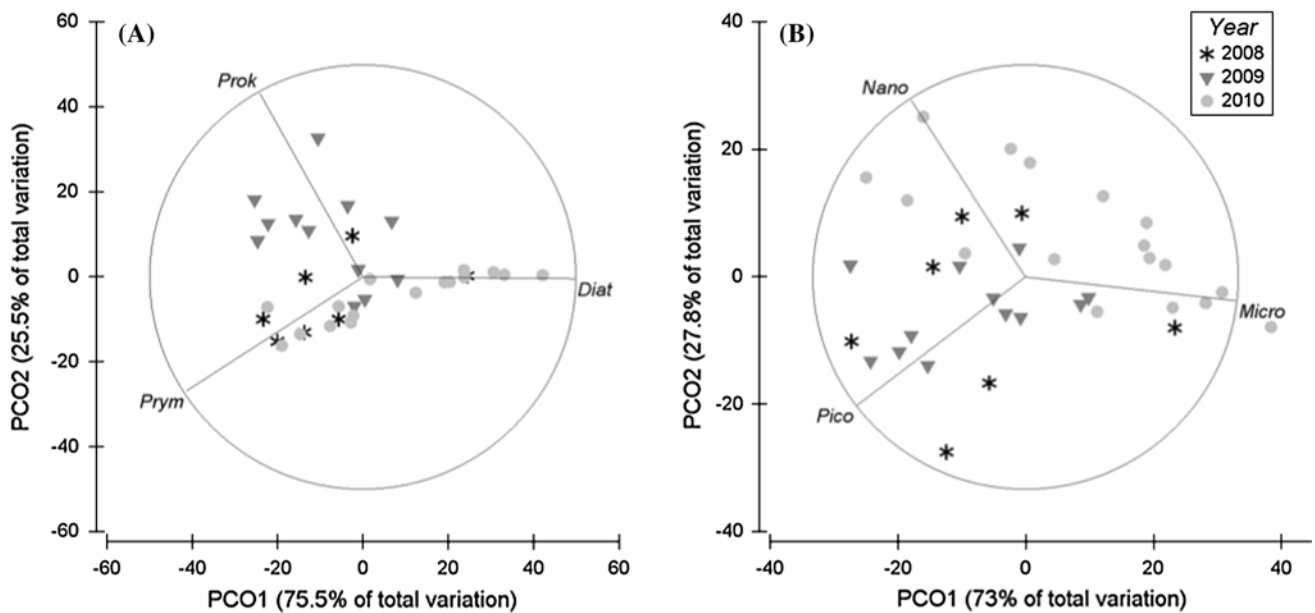 (A)
60
40
20
0
-20
-40
-60
PCO2 (25.5% of total variation)
Prok
Diat
Prym
-60 -40 -20 0 20 40 60
PCO1 (75.5% of total variation)
(B)
40
20
0
-20
-40
PCO2 (27.8% of total variation)
Nano
Micro
Pico
-40 -20 0 20 40
PCO1 (73% of total variation)
Year
2008
2009
2010